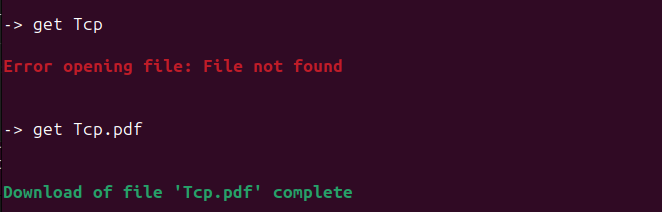 -> get Tcp
Error opening file: File not found
-> get Tcp.pdf
Download of file 'Tcp.pdf' complete